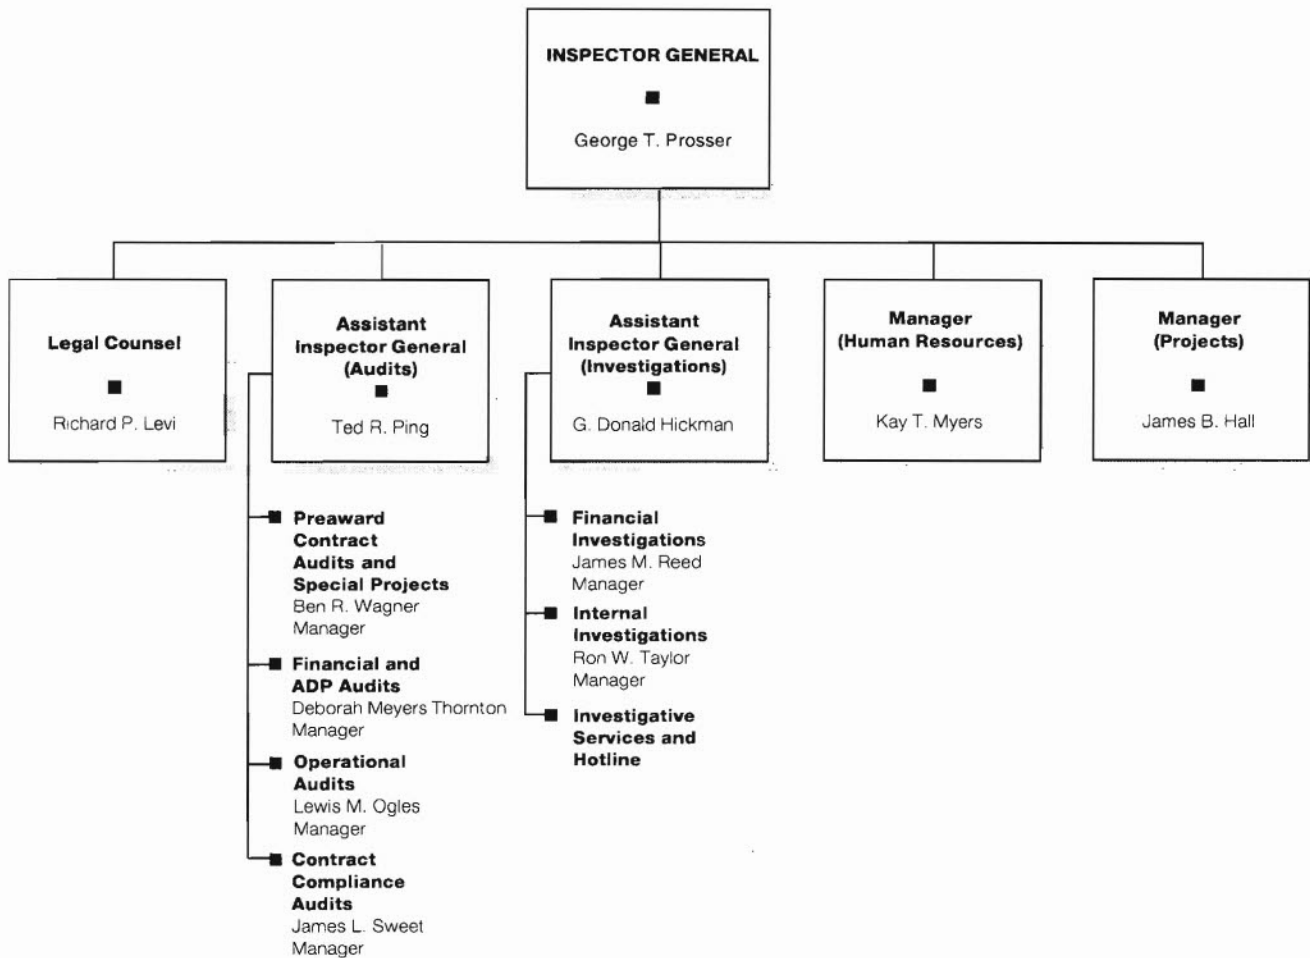 INSPECTOR GENERAL
George T. Prosser
Legal Counsel
Richard P. Levi
Assistant
Inspector General
(Audits)
Ted R. Ping
Assistant
Inspector General
(Investigations)
G. Donald Hickman
Manager
(Human Resources)
Kay T. Myers
Manager
(Projects)
James B. Hall
Preaward
Contract
Audits and
Special Projects
Ben R. Wagner
Manager
Financial and
ADP Audits
Deborah Meyers Thornton
Manager
Operational
Audits
Lewis M. Ogles
Manager
Contract
Compliance
Audits
James L. Sweet
Manager
Financial
Investigations
James M. Reed
Manager
Internal
Investigations
Ron W. Taylor
Manager
Investigative
Services and
Hotline